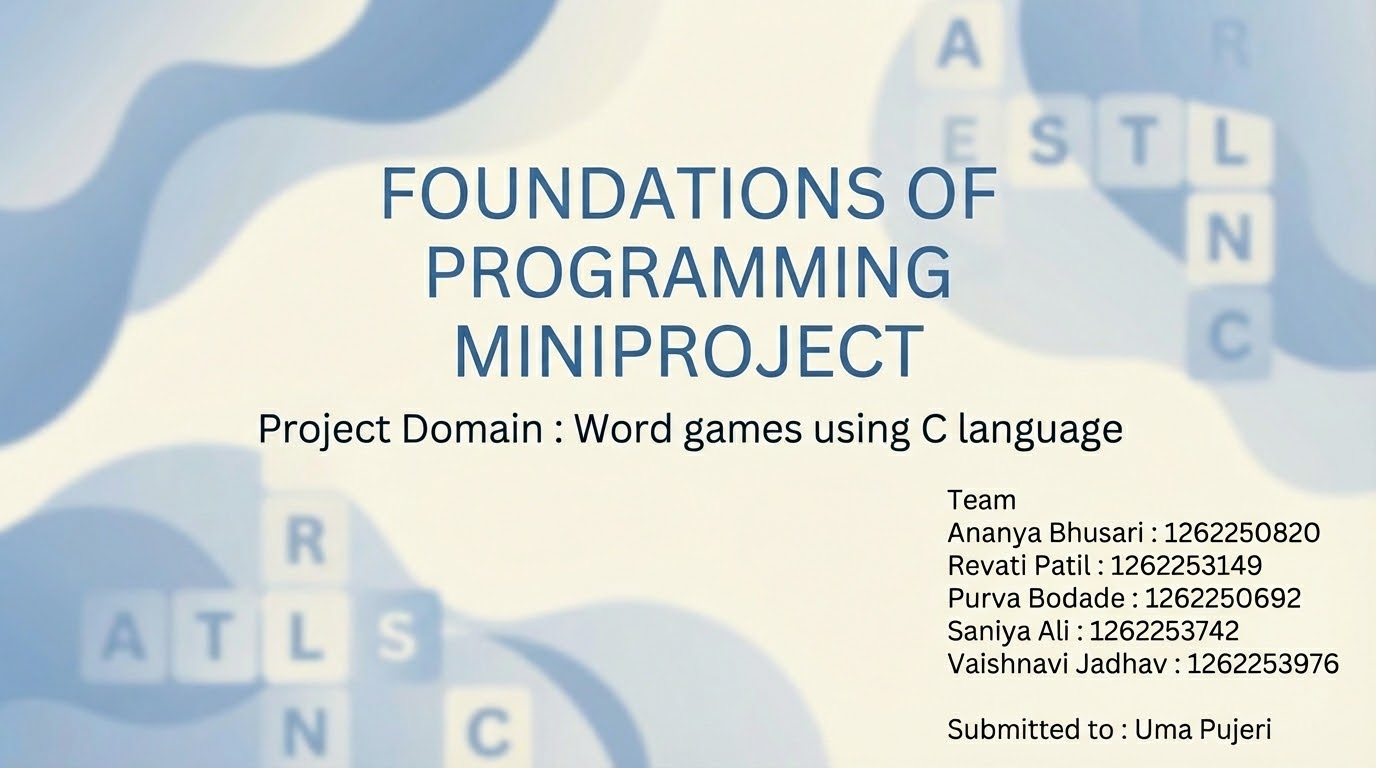 A
R
E S T L
N
C
FOUNDATIONS OF
PROGRAMMING
MINIPROJECT
Project Domain : Word games using C language
Team
Ananya Bhusari : 1262250820
Revati Patil : 1262253149
Purva Bodade : 1262250692
Saniya Ali : 1262253742
Vaishnavi Jadhav : 1262253976
Submitted to : Uma Pujeri
R
A T L S
N C